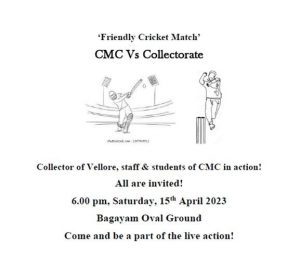 ‘Friendly Cricket Match’
CMC Vs Collectorate
Collector of Vellore, staff & students of CMC in action!
All are invited!
6.00 pm, Saturday, 15th April 2023
Bagayam Oval Ground
Come and be a part of the live action!